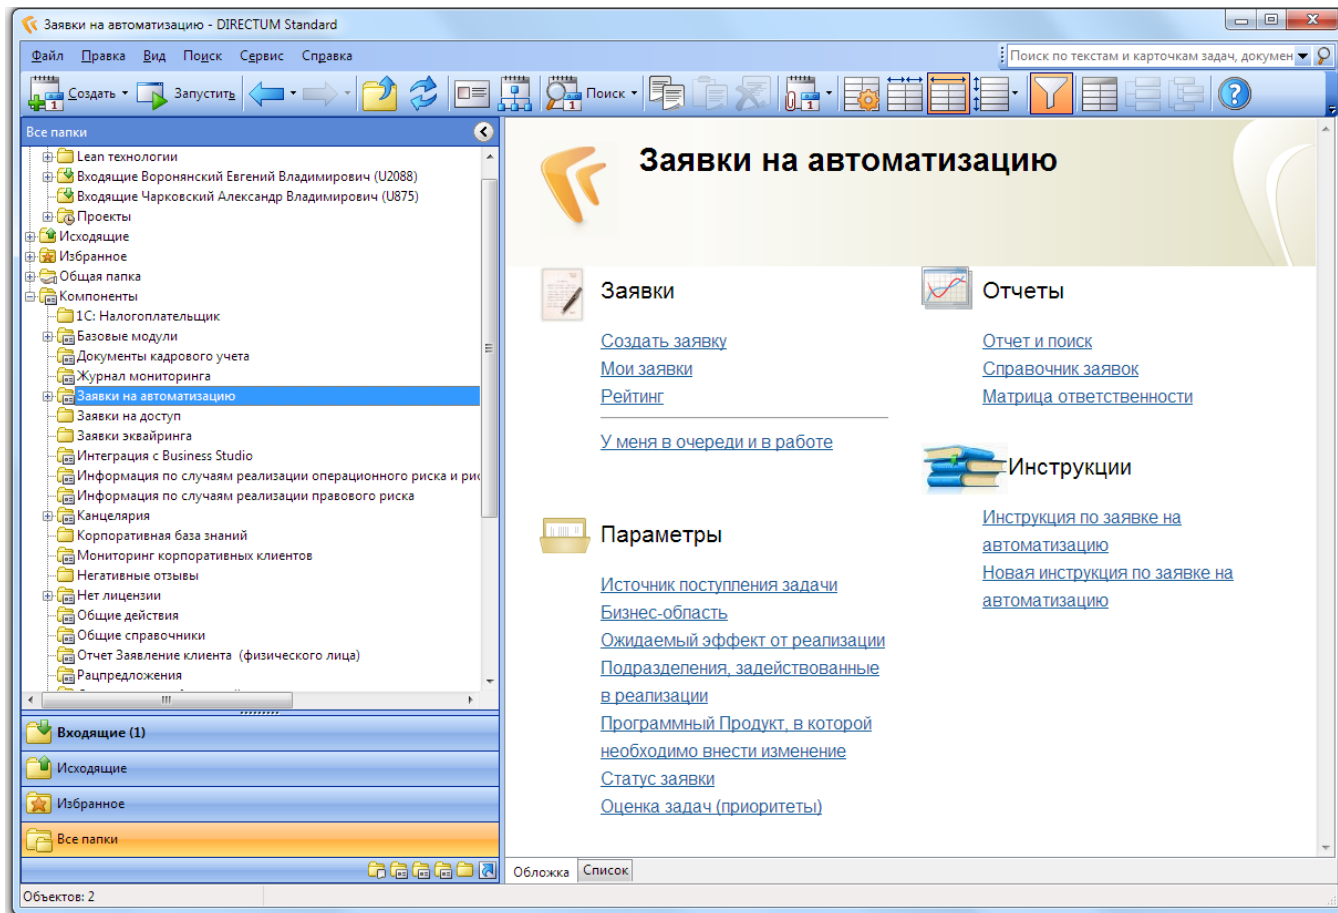 Заявки на автоматизацию - DIRECTUM Standard
Файл Правка Вид Поиск Сервис Справка
Поиск по текстам и карточкам задач, докумен
Создать Запустить Поиск
Все папки
Lean технологии
Входящие Воронянский Евгений Владимирович (U2088)
Входящие Чарковский Александр Владимирович (U875)
Проекты
Исходящие
Избранное
Общая папка
Компоненты
1С: Налогоплательщик
Базовые модули
Документы кадрового учета
Журнал мониторинга
Заявки на автоматизацию
Заявки на доступ
Заявки эквайринга
Интеграция с Business Studio
Информация по случаям реализации операционного риска и рис
Информация по случаям реализации правового риска
Канцелярия
Корпоративная база знаний
Мониторинг корпоративных клиентов
Негативные отзывы
Нет лицензии
Общие действия
Общие справочники
Отчет Заявление клиента (физического лица)
Рацпредложения
Входящие (1)
Исходящие
Избранное
Все папки
Объектов: 2
Заявки на автоматизацию
Заявки
Создать заявку
Мои заявки
Рейтинг
У меня в очереди и в работе
Параметры
Источник поступления задачи
Бизнес-область
Ожидаемый эффект от реализации
Подразделения, задействованные
в реализации
Программный Продукт, в которой
необходимо внести изменение
Статус заявки
Оценка задач (приоритеты)
Отчеты
Отчет и поиск
Справочник заявок
Матрица ответственности
Инструкции
Инструкция по заявке на
автоматизацию
Новая инструкция по заявке на
автоматизацию
Обложка Список